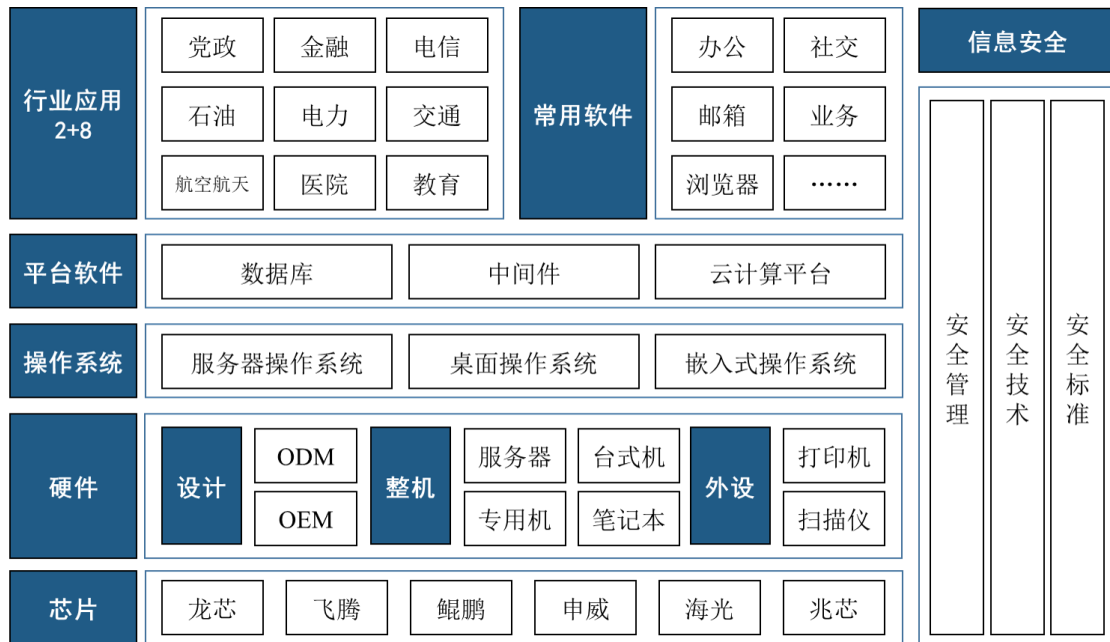 行业应用
2+8
党政
金融
电信
石油
电力
交通
航空航天
医院
教育
常用软件
办公
社交
邮箱
业务
浏览器
……
平台软件
数据库
中间件
云计算平台
操作系统
服务器操作系统
桌面操作系统
嵌入式操作系统
硬件
设计
ODM
OEM
整机
服务器
台式机
专用机
笔记本
外设
打印机
扫描仪
芯片
龙芯
飞腾
鲲鹏
申威
海光
兆芯
信息安全
安全管理
安全技术
安全标准